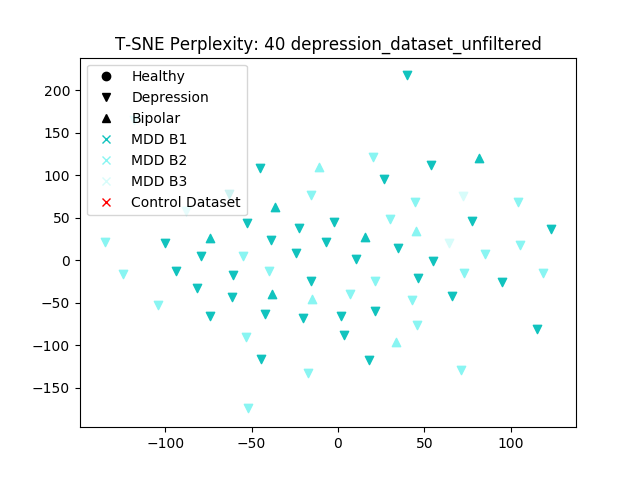 T-SNE Perplexity: 40 depression_dataset_unfiltered
Healthy
Depression
Bipolar
MDD B1
MDD B2
MDD B3
Control Dataset
200
150
100
50
0
−50
−100
−150
−100
−50
0
50
100